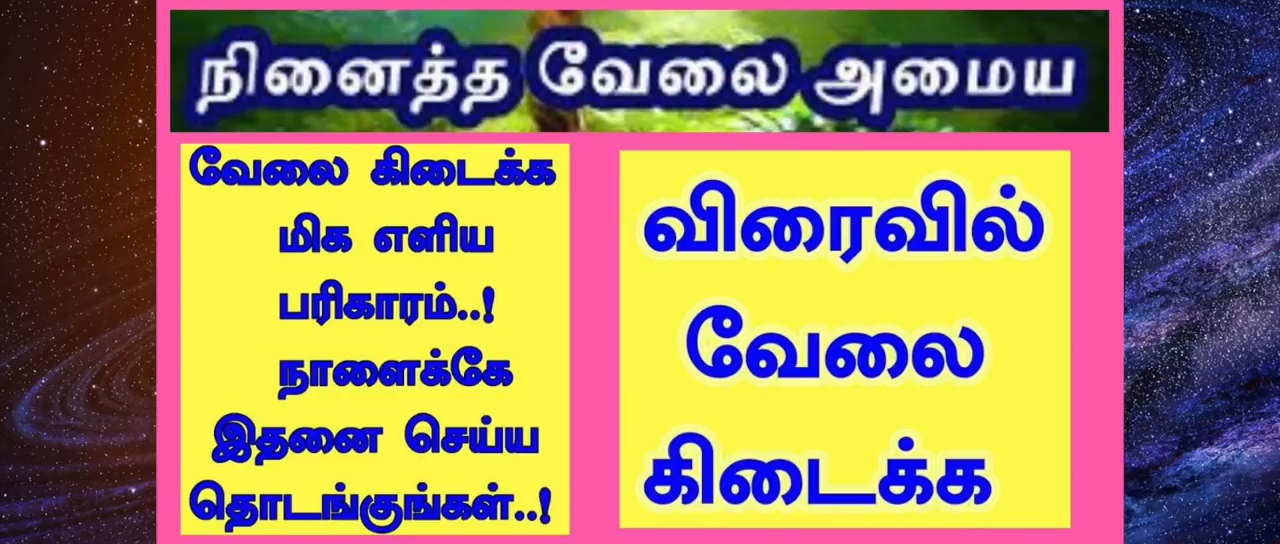 நினைத்த வேலை அமைய
வேலை கிடைக்க
மிக எளிய
பரிகாரம்..!
நாளைக்கே
இதனை செய்ய
தொடங்குங்கள்..!
விரைவில்
வேலை
கிடைக்க